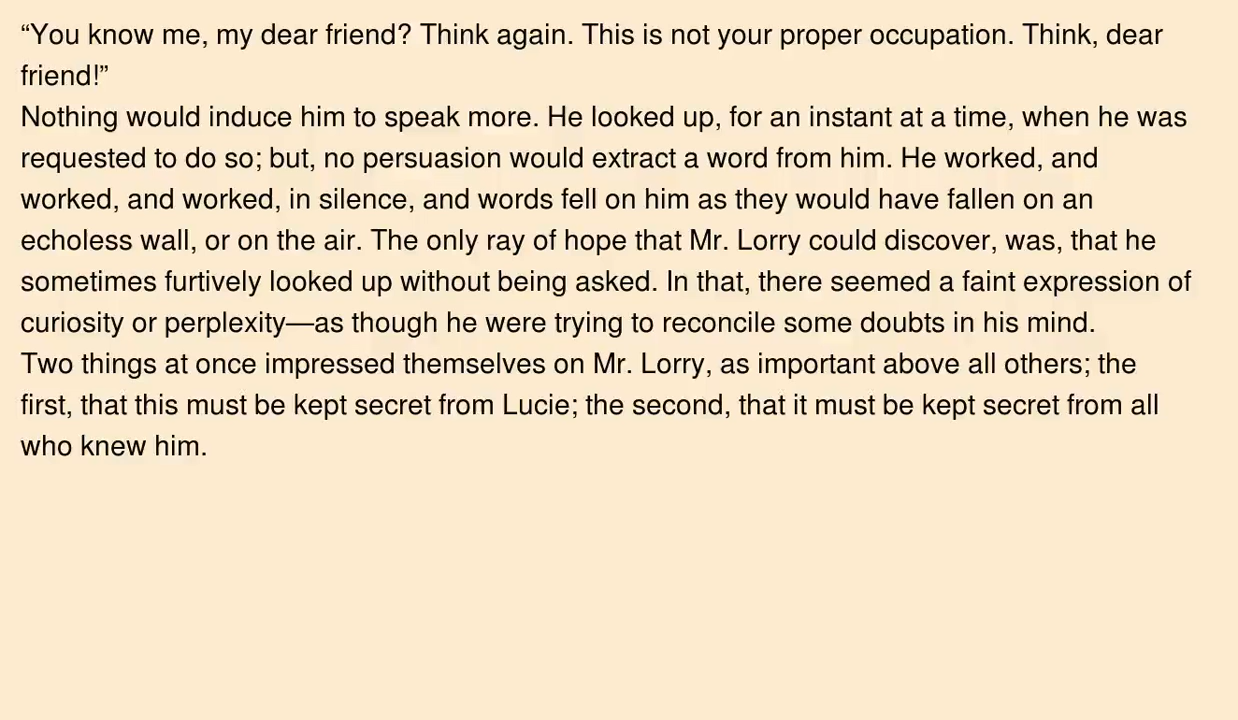 “You know me, my dear friend? Think again. This is not your proper occupation. Think, dear
friend!”
Nothing would induce him to speak more. He looked up, for an instant at a time, when he was
requested to do so; but, no persuasion would extract a word from him. He worked, and
worked, and worked, in silence, and words fell on him as they would have fallen on an
echoless wall, or on the air. The only ray of hope that Mr. Lorry could discover, was, that he
sometimes furtively looked up without being asked. In that, there seemed a faint expression of
curiosity or perplexity—as though he were trying to reconcile some doubts in his mind.
Two things at once impressed themselves on Mr. Lorry, as important above all others; the
first, that this must be kept secret from Lucie; the second, that it must be kept secret from all
who knew him.